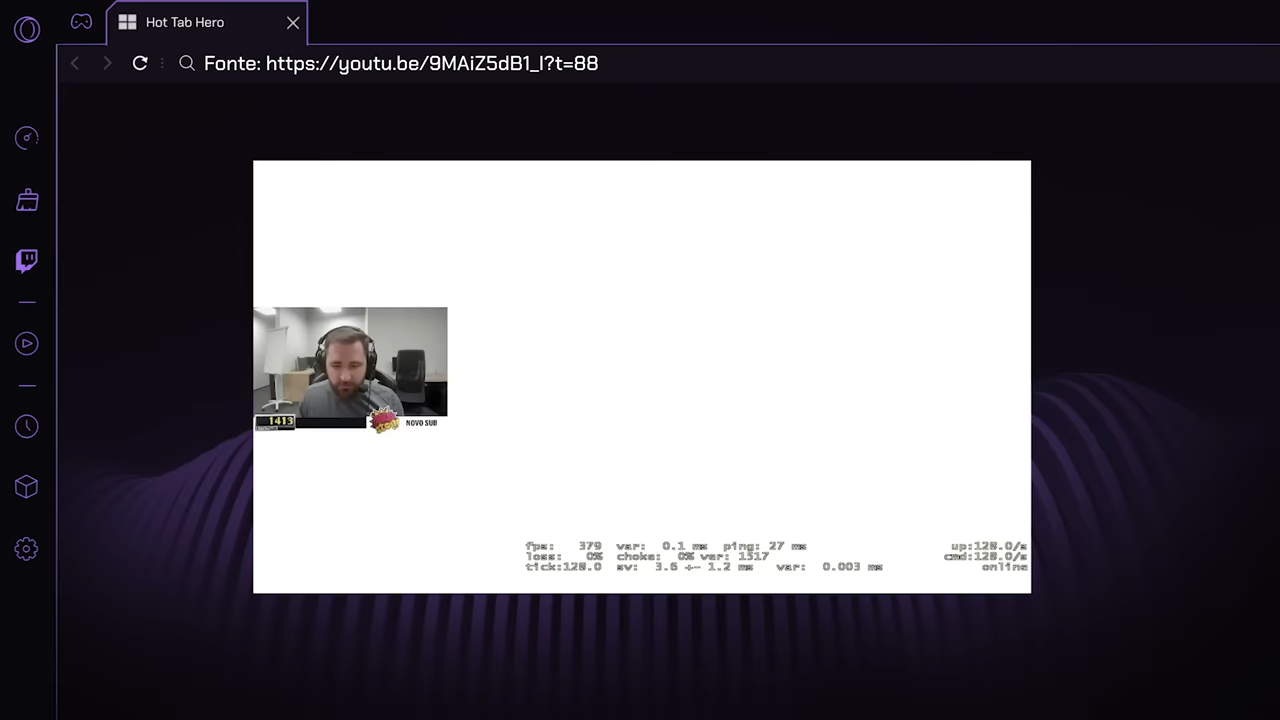 Hot Tab Hero
Fonte: https://youtu.be/9MAiZ5dB1_I?t=88
1413
NOVO SUB
fps: 379 var: 0.1 ms ping: 27 ms up:128.0/s
loss: 0% choke: 0% ver: 1317 cmd:128.0/s
tick:128.0 sv: 3.6 +- 1.2 ms var: 0.003 ms online